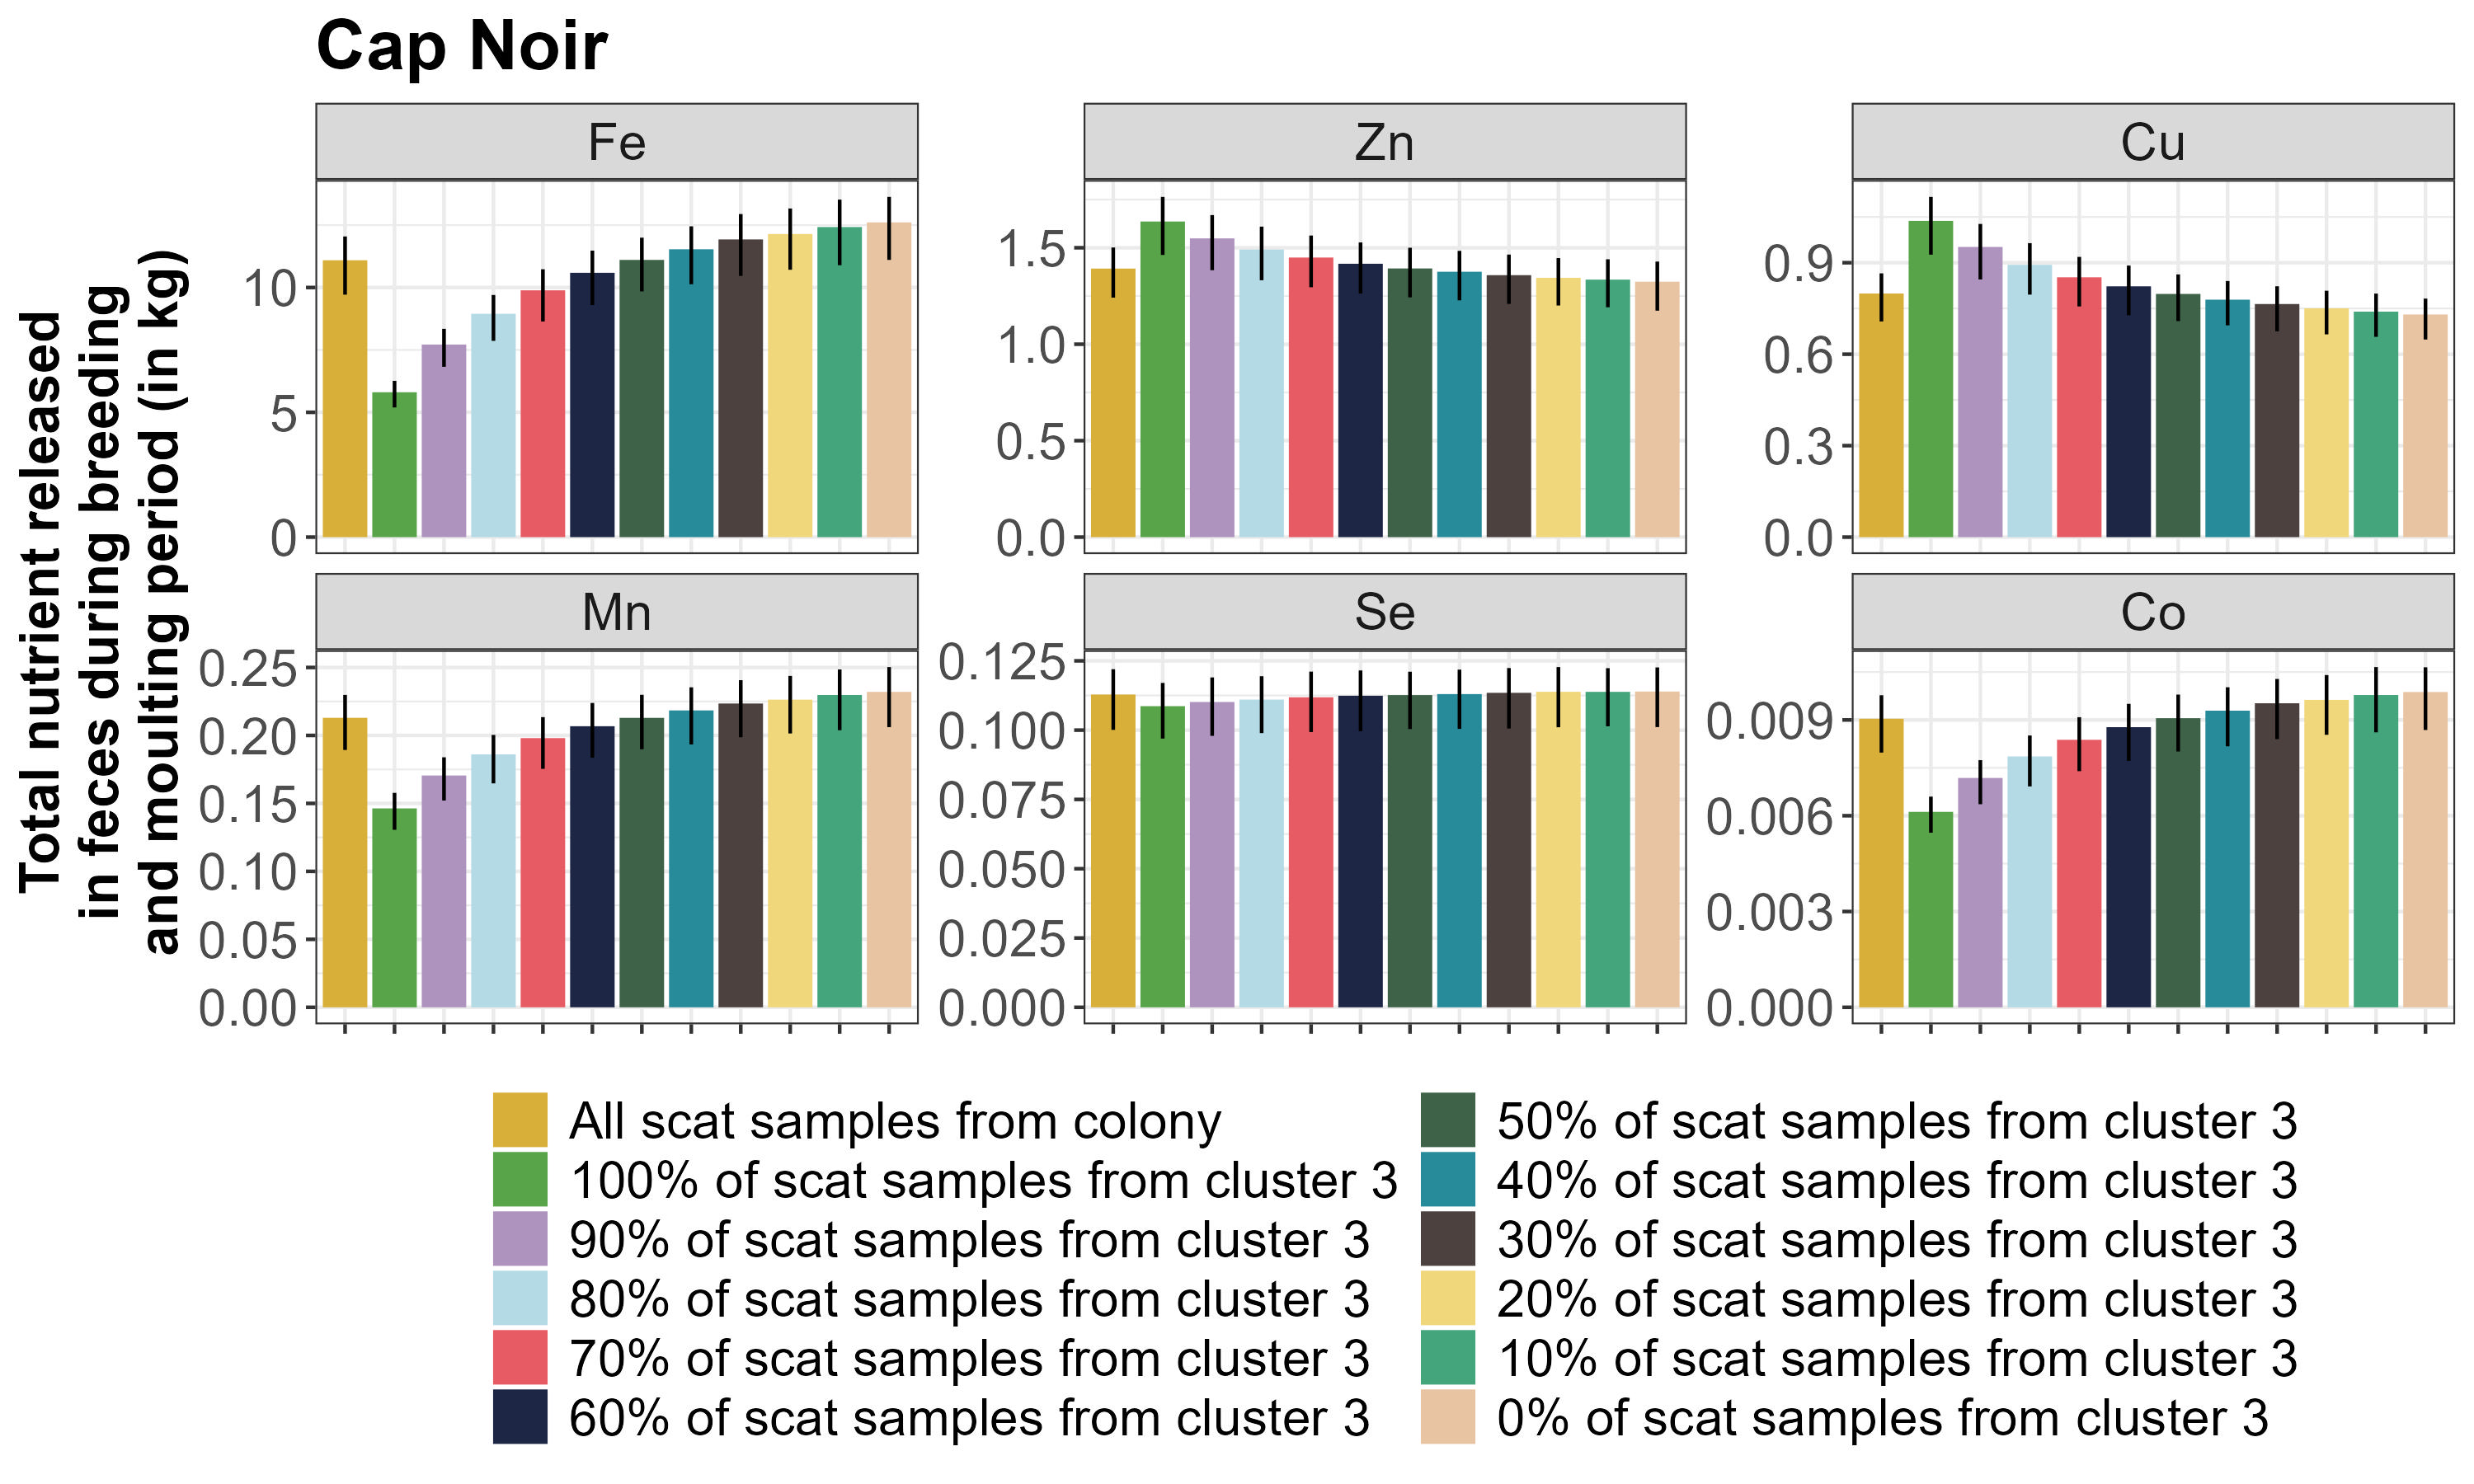 Cap Noir
Total nutrient released
in feces during breeding
and moulting period (in kg)
Fe
10
5
0
Zn
1.5
1.0
0.5
0.0
Cu
0.9
0.6
0.3
0.0
Mn
0.25
0.20
0.15
0.10
0.05
0.00
Se
0.125
0.100
0.075
0.050
0.025
0.000
Co
0.009
0.006
0.003
0.000
All scat samples from colony
100% of scat samples from cluster 3
90% of scat samples from cluster 3
80% of scat samples from cluster 3
70% of scat samples from cluster 3
60% of scat samples from cluster 3
50% of scat samples from cluster 3
40% of scat samples from cluster 3
30% of scat samples from cluster 3
20% of scat samples from cluster 3
10% of scat samples from cluster 3
0% of scat samples from cluster 3